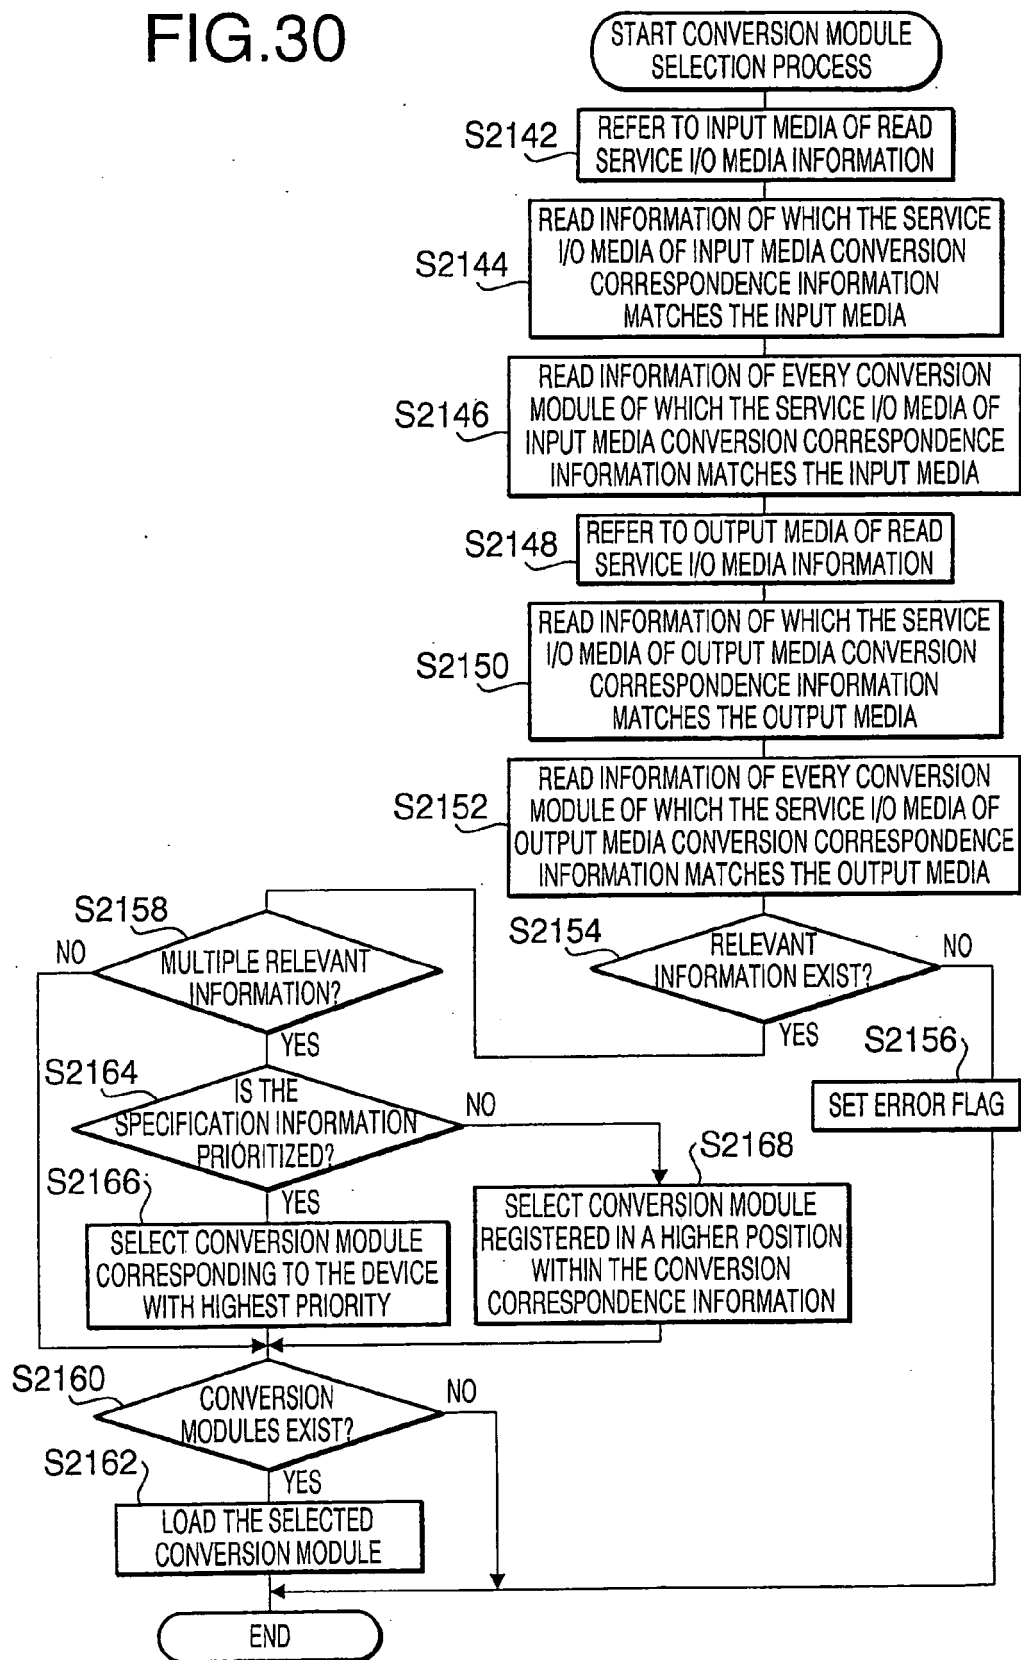 FIG.30
START CONVERSION MODULE
SELECTION PROCESS
S2142
REFER TO INPUT MEDIA OF READ
SERVICE I/O MEDIA INFORMATION
S2144
READ INFORMATION OF WHICH THE SERVICE
I/O MEDIA OF INPUT MEDIA CONVERSION
CORRESPONDENCE INFORMATION
MATCHES THE INPUT MEDIA
S2146
READ INFORMATION OF EVERY CONVERSION
MODULE OF WHICH THE SERVICE I/O MEDIA OF
INPUT MEDIA CONVERSION CORRESPONDENCE
INFORMATION MATCHES THE INPUT MEDIA
S2148
REFER TO OUTPUT MEDIA OF READ
SERVICE I/O MEDIA INFORMATION
S2150
READ INFORMATION OF WHICH THE SERVICE
I/O MEDIA OF OUTPUT MEDIA CONVERSION
CORRESPONDENCE INFORMATION
MATCHES THE OUTPUT MEDIA
S2152
READ INFORMATION OF EVERY CONVERSION
MODULE OF WHICH THE SERVICE I/O MEDIA OF
OUTPUT MEDIA CONVERSION CORRESPONDENCE
INFORMATION MATCHES THE OUTPUT MEDIA
S2154
RELEVANT
INFORMATION EXIST?
NO
YES
S2156
SET ERROR FLAG
S2158
NO
MULTIPLE RELEVANT
INFORMATION?
YES
S2164
IS THE
SPECIFICATION INFORMATION
PRIORITIZED?
NO
YES
S2166
SELECT CONVERSION MODULE
CORRESPONDING TO THE DEVICE
WITH HIGHEST PRIORITY
S2168
SELECT CONVERSION MODULE
REGISTERED IN A HIGHER POSITION
WITHIN THE CONVERSION
CORRESPONDENCE INFORMATION
S2160
CONVERSION
MODULES EXIST?
NO
YES
S2162
LOAD THE SELECTED
CONVERSION MODULE
END